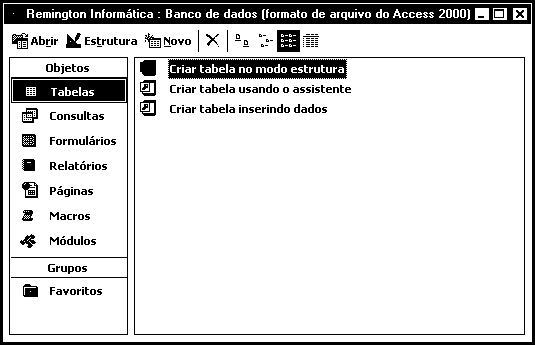 Remington Informática : Banco de dados (formato de arquivo do Access 2000)
Abrir Estrutura Novo
Objetos
Tabelas
Consultas
Formulários
Relatórios
Páginas
Macros
Módulos
Grupos
Favoritos
Criar tabela no modo estrutura
Criar tabela usando o assistente
Criar tabela inserindo dados